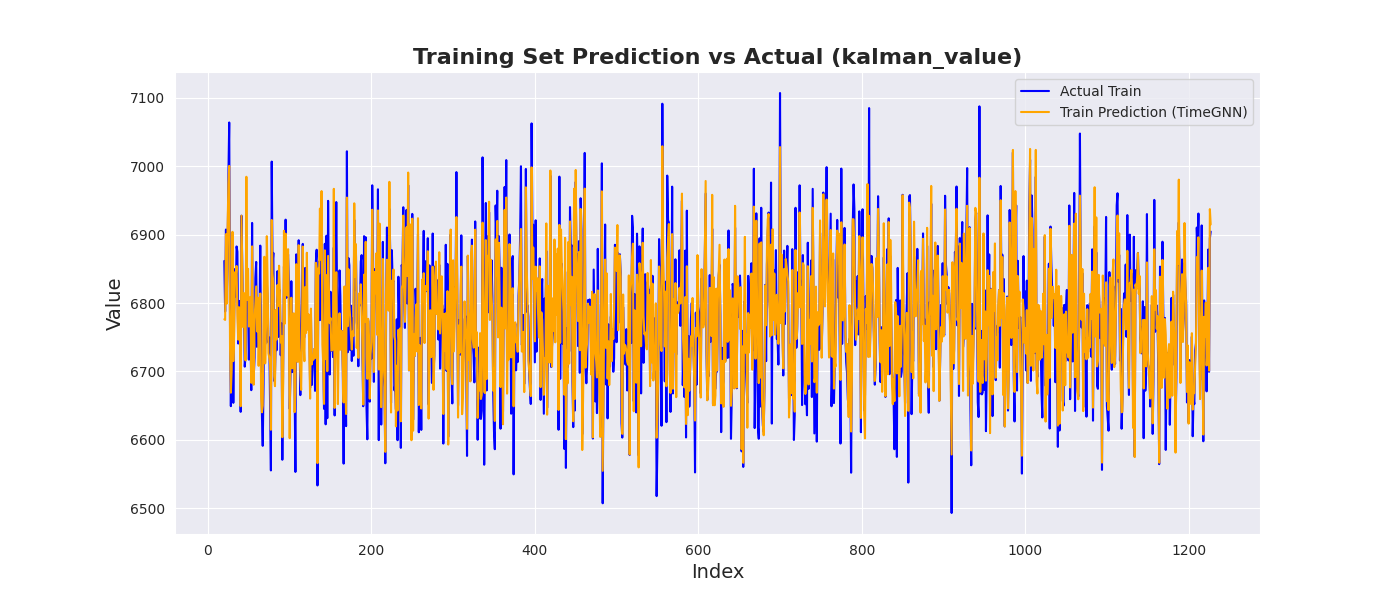 Training Set Prediction vs Actual (kalman_value)
Actual Train
Train Prediction (TimeGNN)
Value
7100
7000
6900
6800
6700
6600
6500
0 200 400 600 800 1000 1200
Index